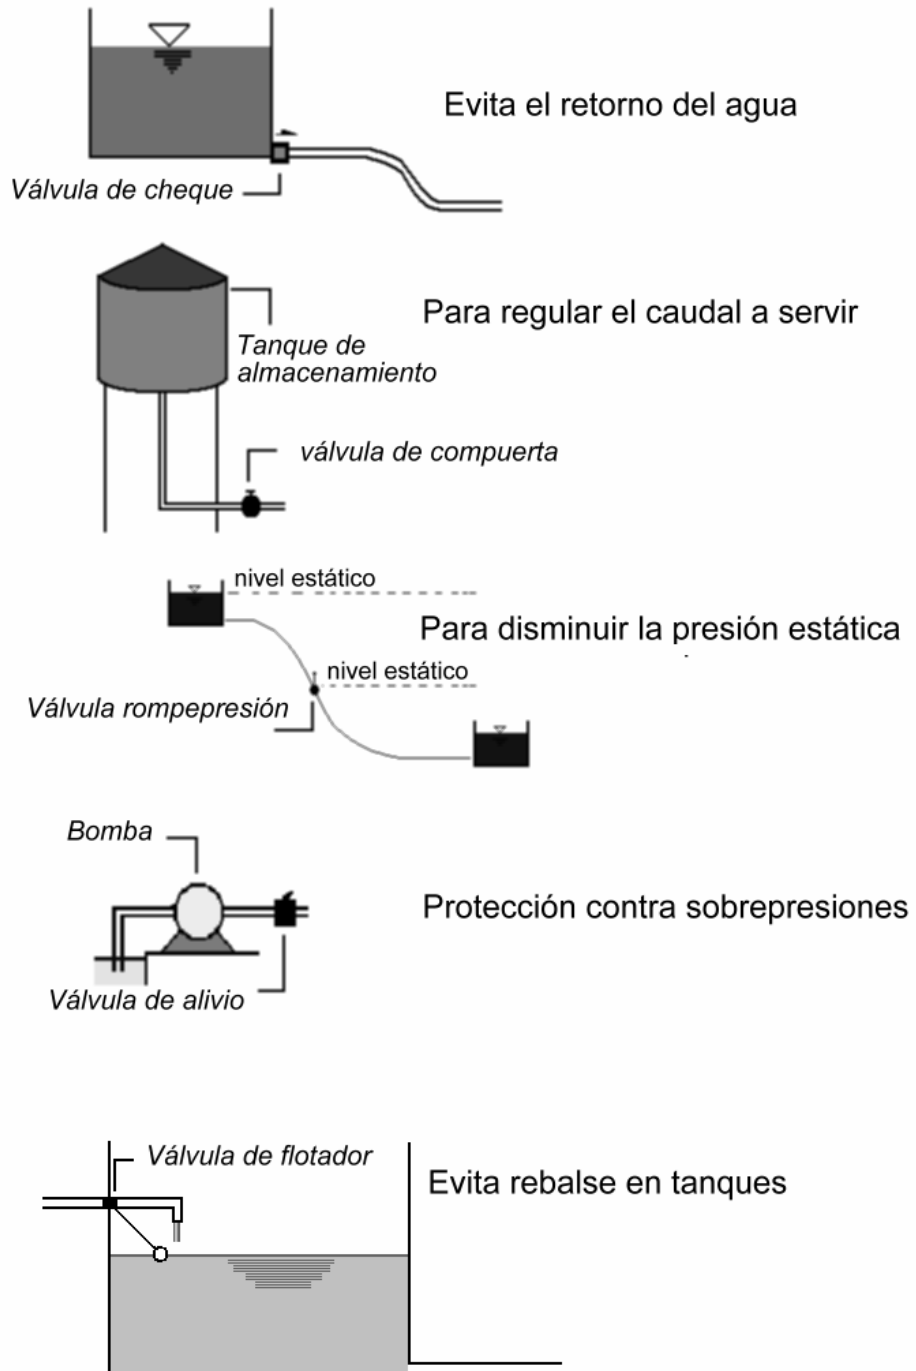 Evita el retorno del agua
Válvula de cheque
Para regular el caudal a servir
Tanque de
almacenamiento
válvula de compuerta
nivel estático
Para disminuir la presión estática
nivel estático
Válvula rompepresión
Bomba
Protección contra sobrepresiones
Válvula de alivio
Válvula de flotador
Evita rebalse en tanques